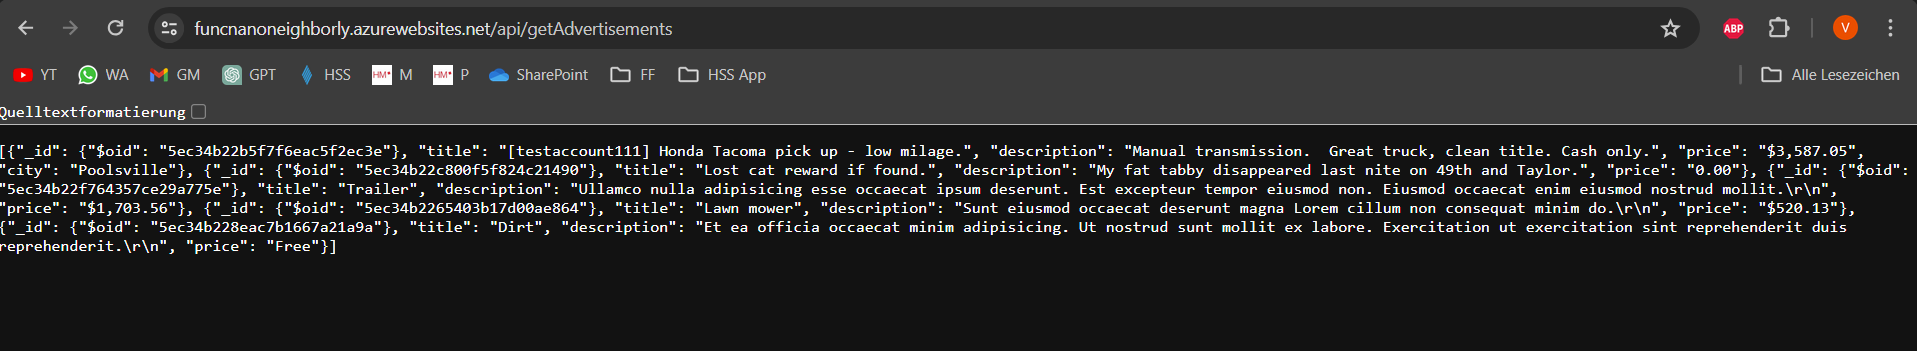 funcnanoneighborly.azurewebsites.net/api/getAdvertisements
ABP
V
YT WA GM GPT HSS HM M HM P SharePoint FF HSS App Alle Lesezeichen
Quelltextformatierung
[{"_id": {"$oid": "5ec34b22b5f7f6eac5f2ec3e"}, "title": "[testaccount111] Honda Tacoma pick up - low milage.", "description": "Manual transmission.  Great truck, clean title. Cash only.", "price": "$3,587.05",
"city": "Poolsville"}, {"_id": {"$oid": "5ec34b22c800f5f824c21490"}, "title": "Lost cat reward if found.", "description": "My fat tabby disappeared last nite on 49th and Taylor.", "price": "0.00"}, {"_id": {"$oid":
"5ec34b22f764357ce29a775e"}, "title": "Trailer", "description": "Ullamco nulla adipisicing esse occaecat ipsum deserunt. Est excepteur tempor eiusmod non. Eiusmod occaecat enim eiusmod nostrud mollit.\r\n",
"price": "$1,703.56"}, {"_id": {"$oid": "5ec34b2265403b17d00ae864"}, "title": "Lawn mower", "description": "Sunt eiusmod occaecat deserunt magna Lorem cillum non consequat minim do.\r\n", "price": "$520.13"},
{"_id": {"$oid": "5ec34b228eac7b1667a21a9a"}, "title": "Dirt", "description": "Et ea officia occaecat minim adipisicing. Ut nostrud sunt mollit ex labore. Exercitation ut exercitation sint reprehenderit duis
reprehenderit.\r\n", "price": "Free"}]